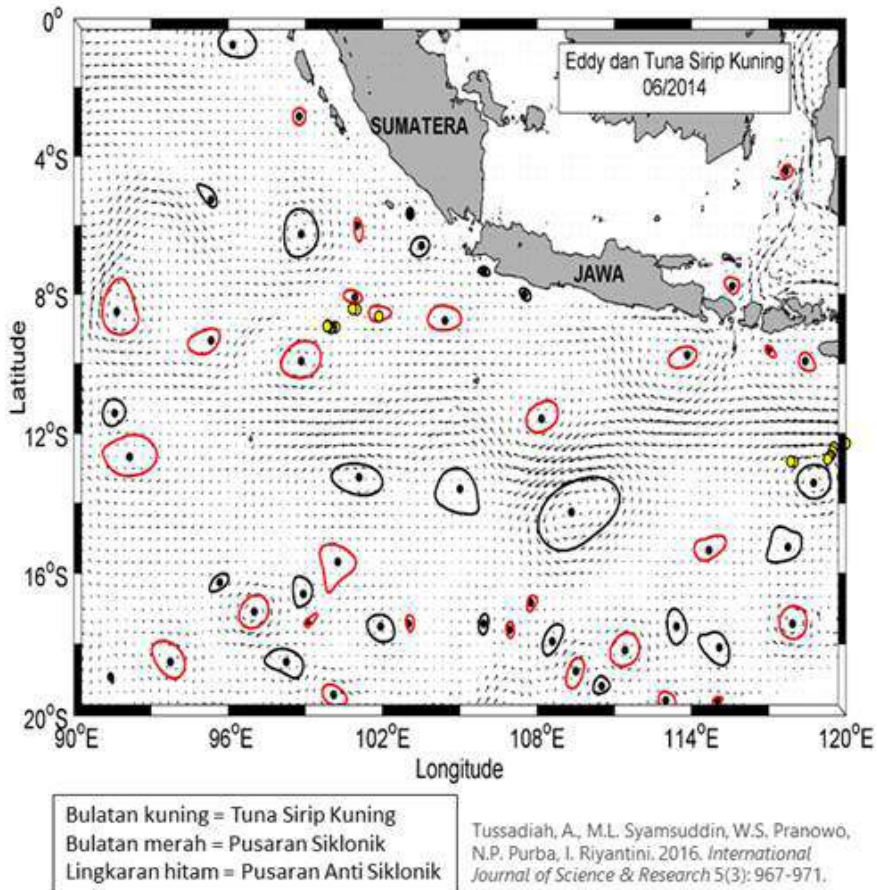 Eddy dan Tuna Sirip Kuning
06/2014
0°
4°S
8°S
12°S
16°S
20°S
Latitude
SUMATERA
JAWA
90°E 96°E 102°E 108°E 114°E 120°E
Longitude
Bulatan kuning = Tuna Sirip Kuning
Bulatan merah = Pusaran Siklonik
Lingkaran hitam = Pusaran Anti Siklonik
Tussadiah, A., M.L. Syamsuddin, W.S. Pranowo,
N.P. Purba, I. Riyantini. 2016. International
Journal of Science & Research 5(3): 967-971.